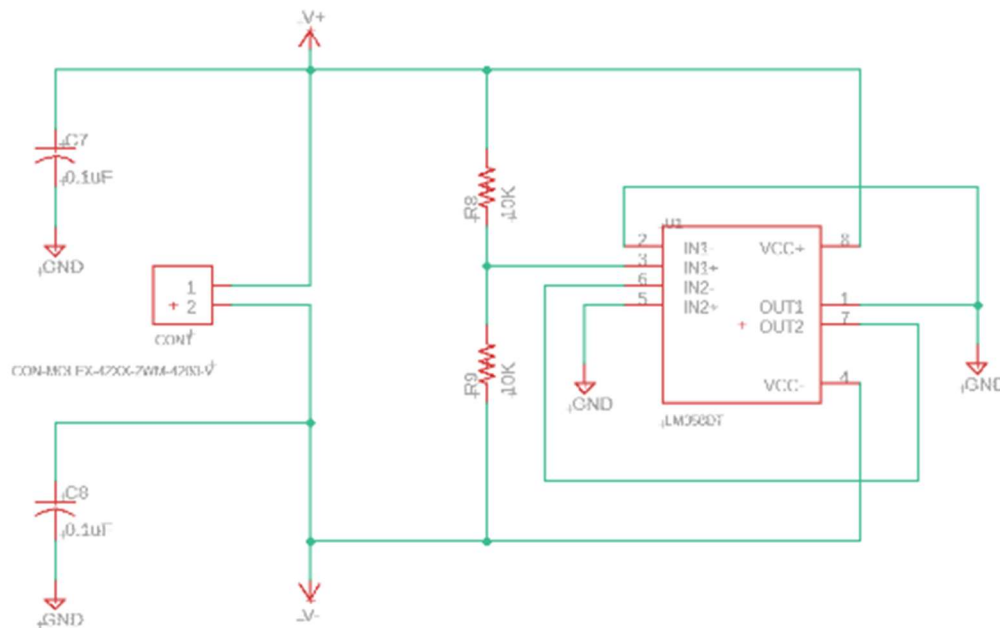 V+
C7
0.1uF
GND
R8
10K
U1
2
IN1-
VCC+
8
3
IN1+
6
IN2-
5
IN2+
OUT1
1
OUT2
7
VCC-
4
1
2
R9
10K
GND
GND
LM358DT
C8
0.1uF
GND
V-